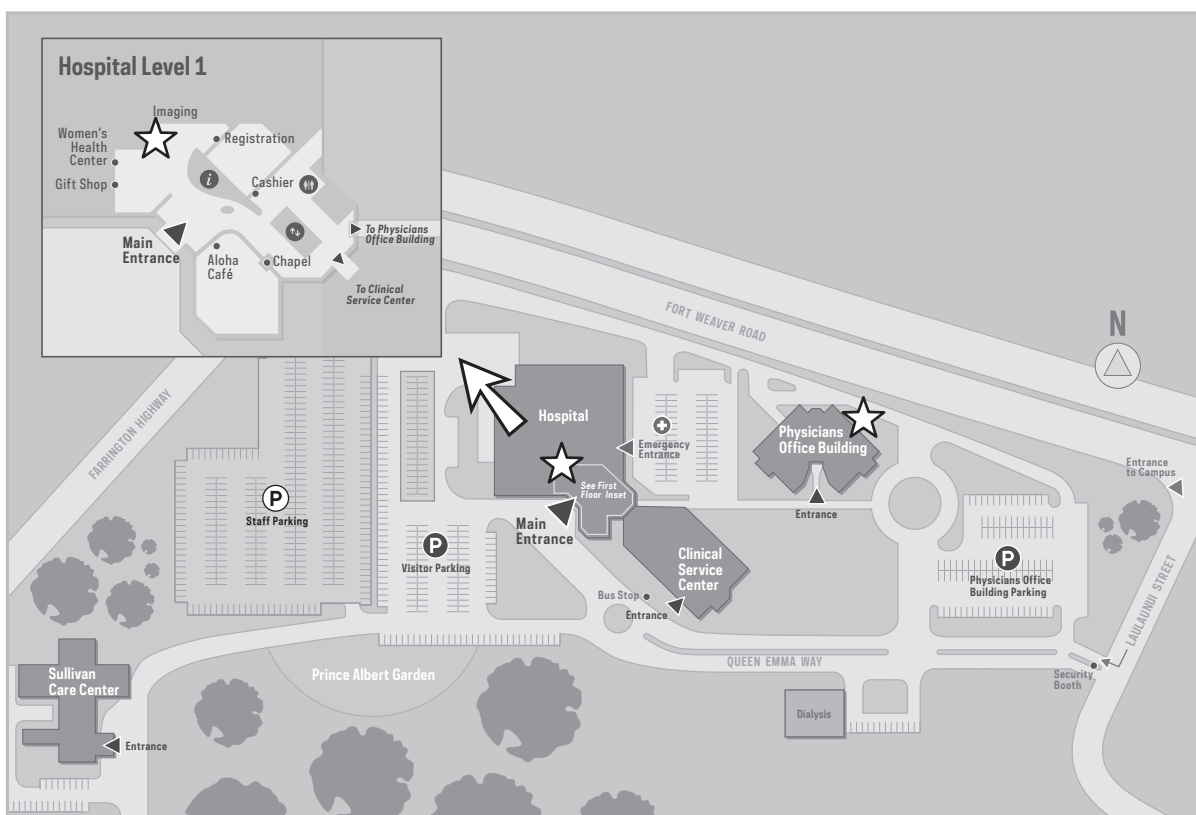 Hospital Level 1
Imaging
Women's
Health
Center
Registration
Gift Shop
i
Cashier
Main
Entrance
To Physicians
Office Building
Aloha
Café
Chapel
To Clinical
Service Center
FORT WEAVER ROAD
N
FARRINGTON HIGHWAY
Hospital
Emergency
Entrance
Physicians
Office Building
See First
Floor Inset
Entrance
Entrance
to Campus
P
Staff Parking
Main
Entrance
P
Visitor Parking
Clinical
Service
Center
P
Physicians Office
Building Parking
Bus Stop
Entrance
LAULAUNUI STREET
QUEEN EMMA WAY
Security
Booth
Sullivan
Care Center
Prince Albert Garden
Dialysis
Entrance